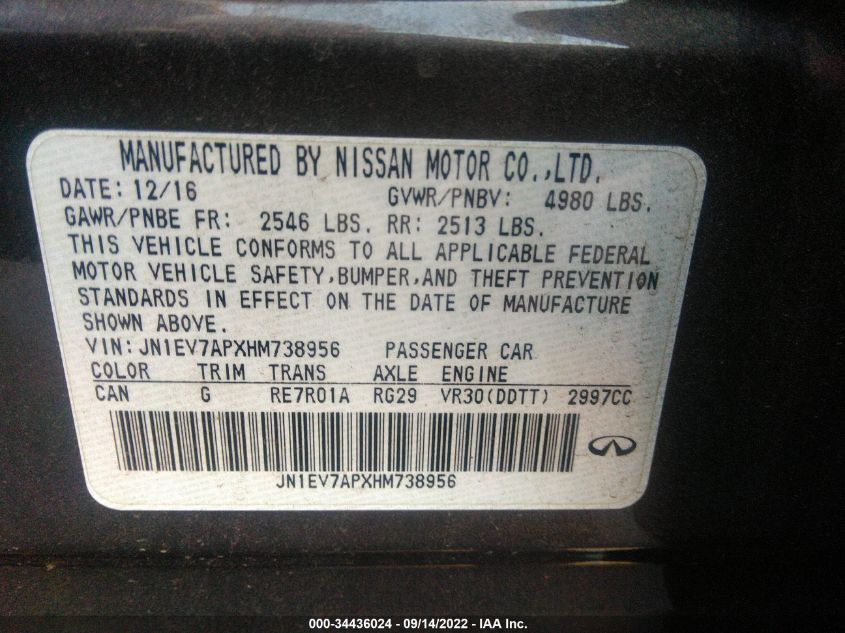 MANUFACTURED BY NISSAN MOTOR CO.,LTD.
DATE: 12/16 GVWR/PNBV: 4980 LBS.
GAWR/PNBE FR: 2546 LBS. RR: 2513 LBS.
THIS VEHICLE CONFORMS TO ALL APPLICABLE FEDERAL
MOTOR VEHICLE SAFETY,BUMPER,AND THEFT PREVENTION
STANDARDS IN EFFECT ON THE DATE OF MANUFACTURE
SHOWN ABOVE.
VIN: JN1EV7APXHM738956 PASSENGER CAR
COLOR TRIM TRANS AXLE ENGINE
CAN G RE7R01A RG29 VR30(DDTT) 2997CC
JN1EV7APXHM738956
000-34436024 - 09/14/2022 - IAA Inc.